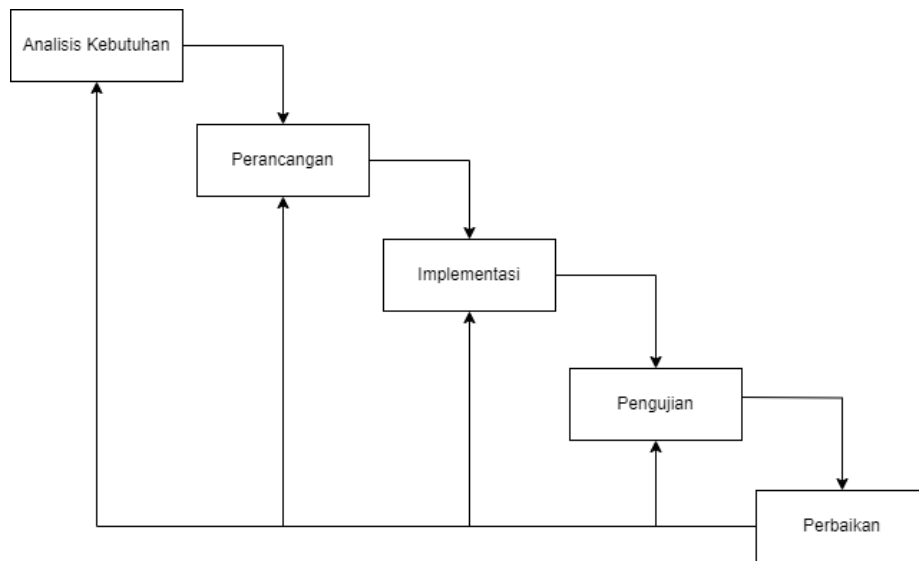 Analisis Kebutuhan
Perancangan
Implementasi
Pengujian
Perbaikan